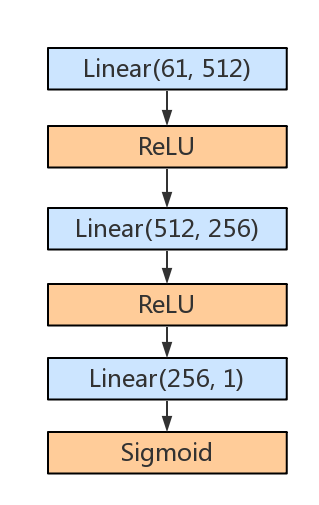 Linear(61, 512)
ReLU
Linear(512, 256)
ReLU
Linear(256, 1)
Sigmoid